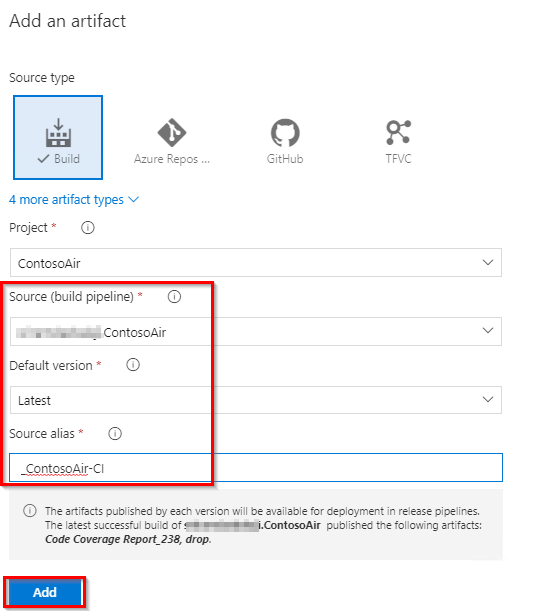 Add an artifact
Source type
Build
Azure Repos ...
GitHub
TFVC
4 more artifact types
Project *
ContosoAir
Source (build pipeline) *
.ContosoAir
Default version *
Latest
Source alias *
_ContosoAir-CI
The artifacts published by each version will be available for deployment in release pipelines.
The latest successful build of i.ContosoAir published the following artifacts:
Code Coverage Report_238, drop.
Add